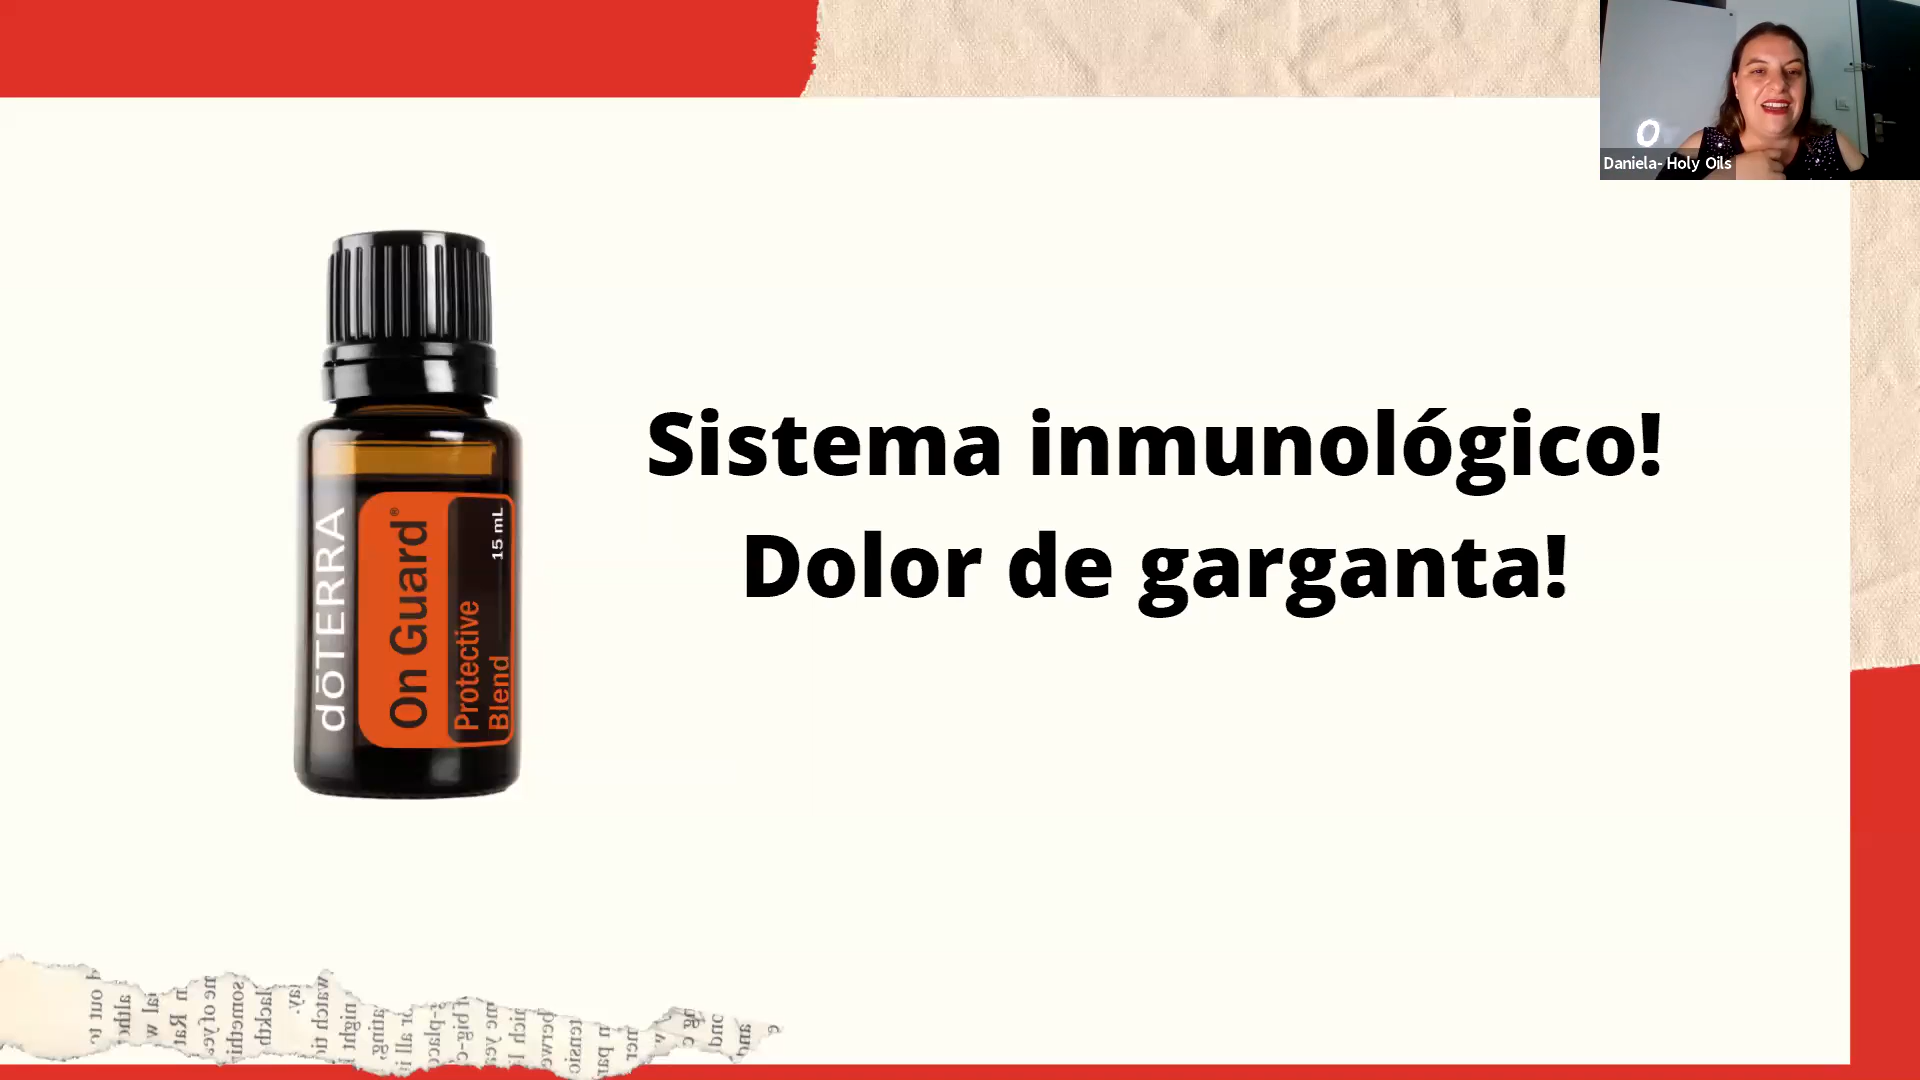 Daniela- Holy Oils
Sistema inmunológico!
Dolor de garganta!
dōTERRA
On Guard®
Protective
Blend
15 mL